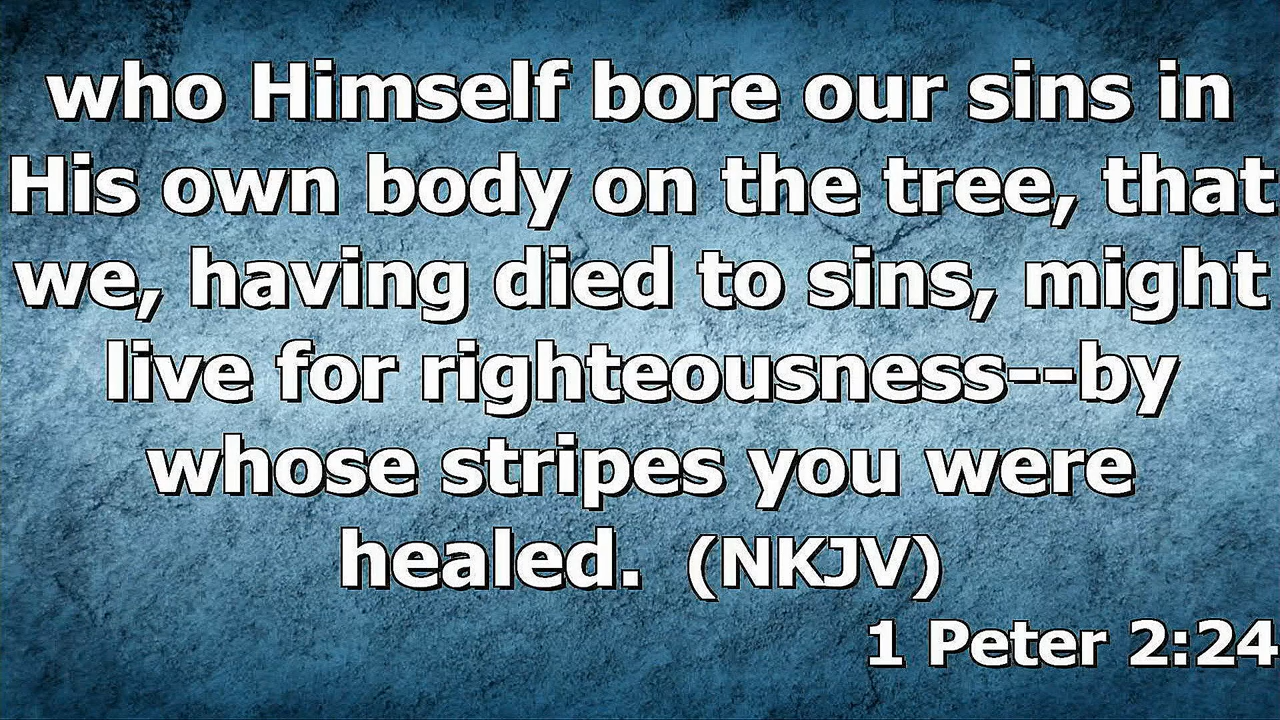 who Himself bore our sins in
His own body on the tree, that
we, having died to sins, might
live for righteousness--by
whose stripes you were
healed. (NKJV)
1 Peter 2:24